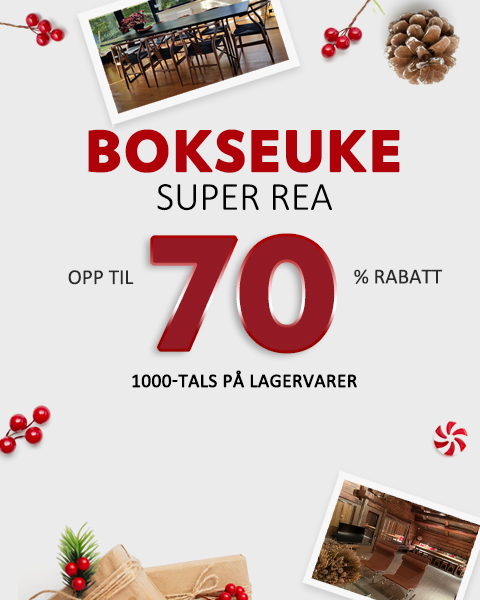 BOKSEUKE
SUPER REA
OPP TIL 70 % RABATT
1000-TALS PÅ LAGERVARER